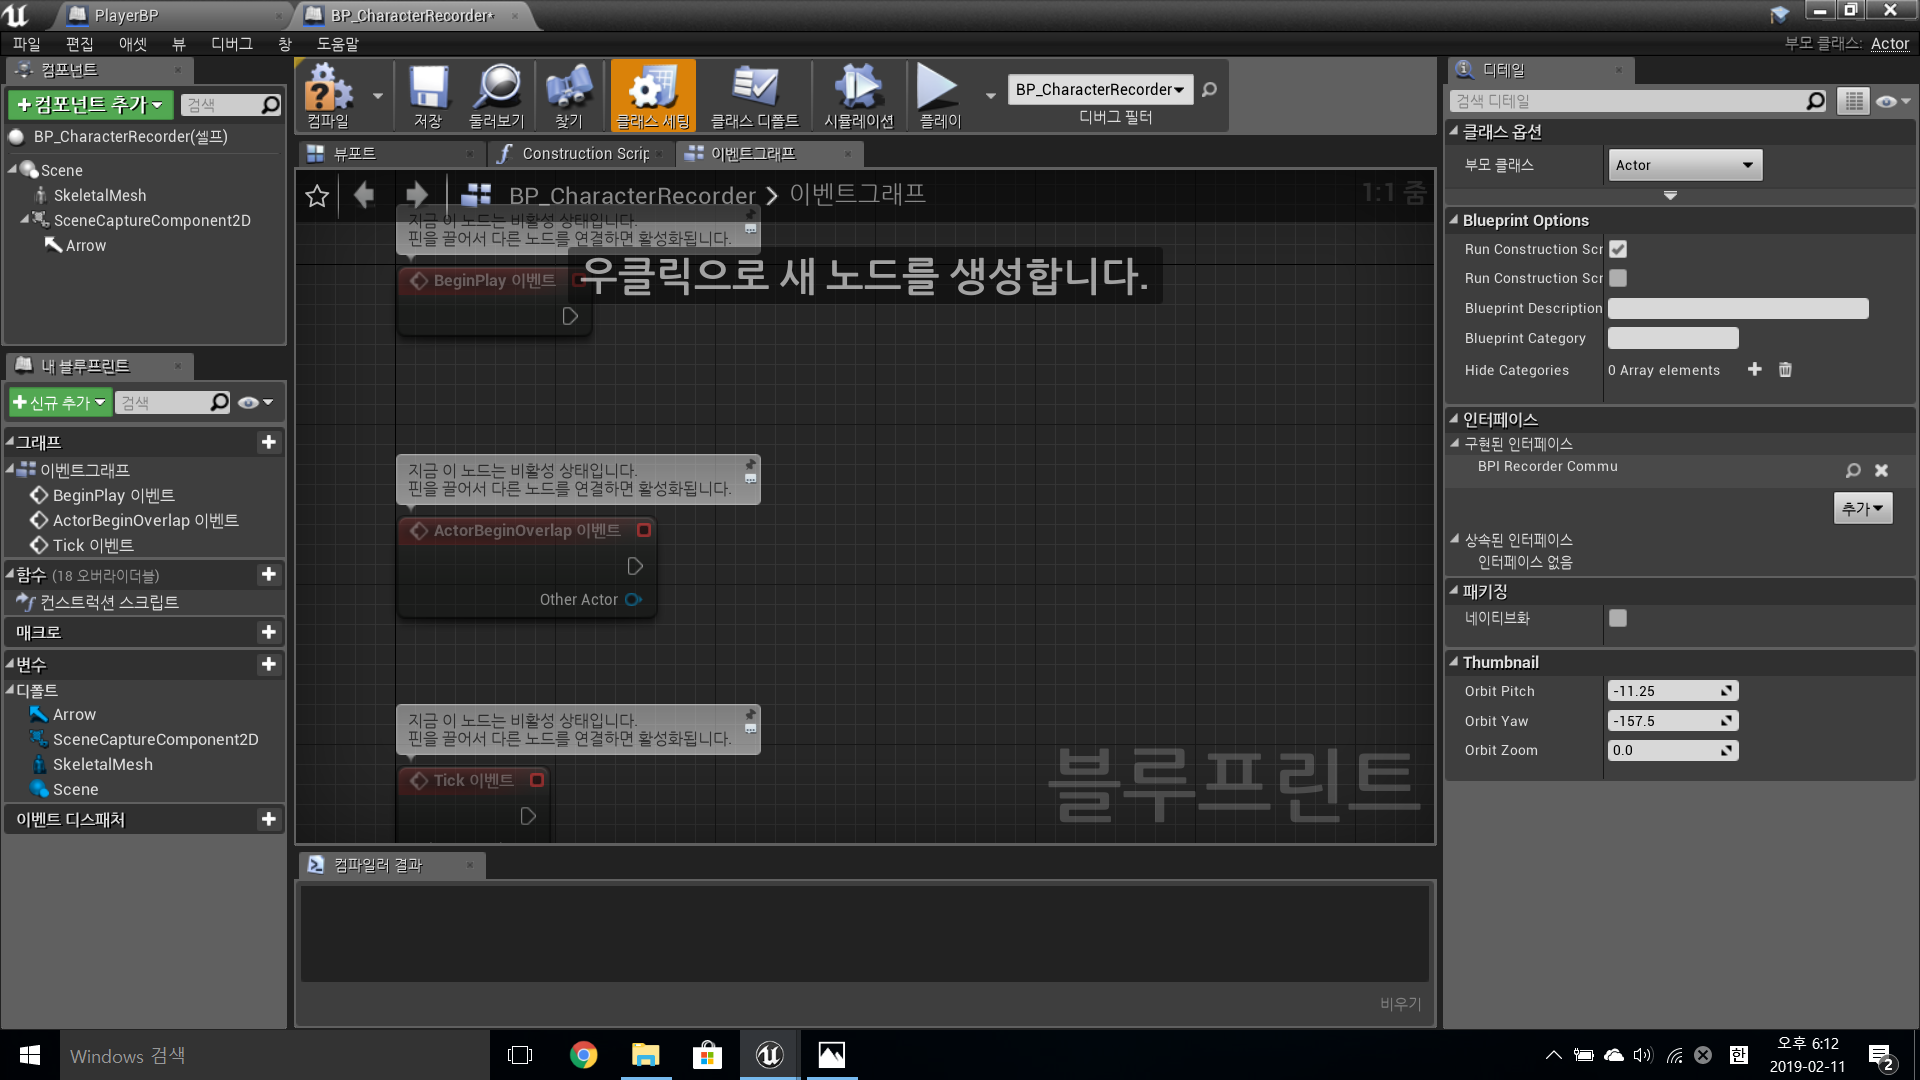 PlayerBP
BP_CharacterRecorder*
파일 편집 애셋 뷰 디버그 창 도움말
부모 클래스: Actor
컴포넌트
+컴포넌트 추가
검색
BP_CharacterRecorder(셀프)
Scene
SkeletalMesh
SceneCaptureComponent2D
Arrow
내 블루프린트
+신규 추가
검색
그래프
이벤트그래프
BeginPlay 이벤트
ActorBeginOverlap 이벤트
Tick 이벤트
함수 (18 오버라이더블)
컨스트럭션 스크립트
매크로
변수
디폴트
Arrow
SceneCaptureComponent2D
SkeletalMesh
Scene
이벤트 디스패처
컴파일
저장
둘러보기
찾기
클래스 세팅
클래스 디폴트
시뮬레이션
플레이
BP_CharacterRecorder
디버그 필터
뷰포트
Construction Scrip
이벤트그래프
BP_CharacterRecorder > 이벤트그래프
1:1 줌
지금 이 노드는 비활성 상태입니다.
핀을 끌어서 다른 노드를 연결하면 활성화됩니다.
우클릭으로 새 노드를 생성합니다.
BeginPlay 이벤트
지금 이 노드는 비활성 상태입니다.
핀을 끌어서 다른 노드를 연결하면 활성화됩니다.
ActorBeginOverlap 이벤트
Other Actor
지금 이 노드는 비활성 상태입니다.
핀을 끌어서 다른 노드를 연결하면 활성화됩니다.
Tick 이벤트
블루프린트
컴파일러 결과
비우기
디테일
검색 디테일
클래스 옵션
부모 클래스
Actor
Blueprint Options
Run Construction Scr
Run Construction Scr
Blueprint Description
Blueprint Category
Hide Categories
0 Array elements
인터페이스
구현된 인터페이스
BPI Recorder Commu
추가
상속된 인터페이스
인터페이스 없음
패키징
네이티브화
Thumbnail
Orbit Pitch
-11.25
Orbit Yaw
-157.5
Orbit Zoom
0.0
Windows 검색
한
오후 6:12
2019-02-11
2